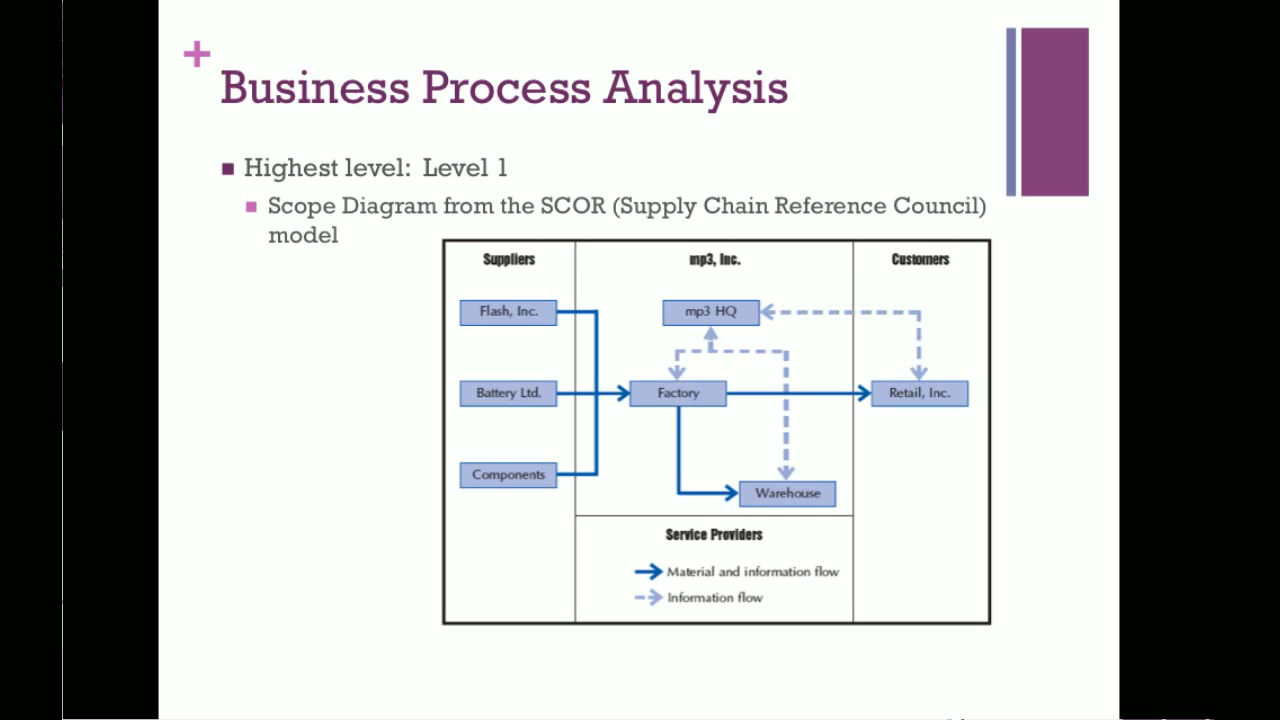 +
Business Process Analysis
Highest level: Level 1
Scope Diagram from the SCOR (Supply Chain Reference Council)
model
Suppliers
mp3, Inc.
Customers
Flash, Inc.
mp3 HQ
Battery Ltd.
Factory
Retail, Inc.
Components
Warehouse
Service Providers
Material and information flow
Information flow